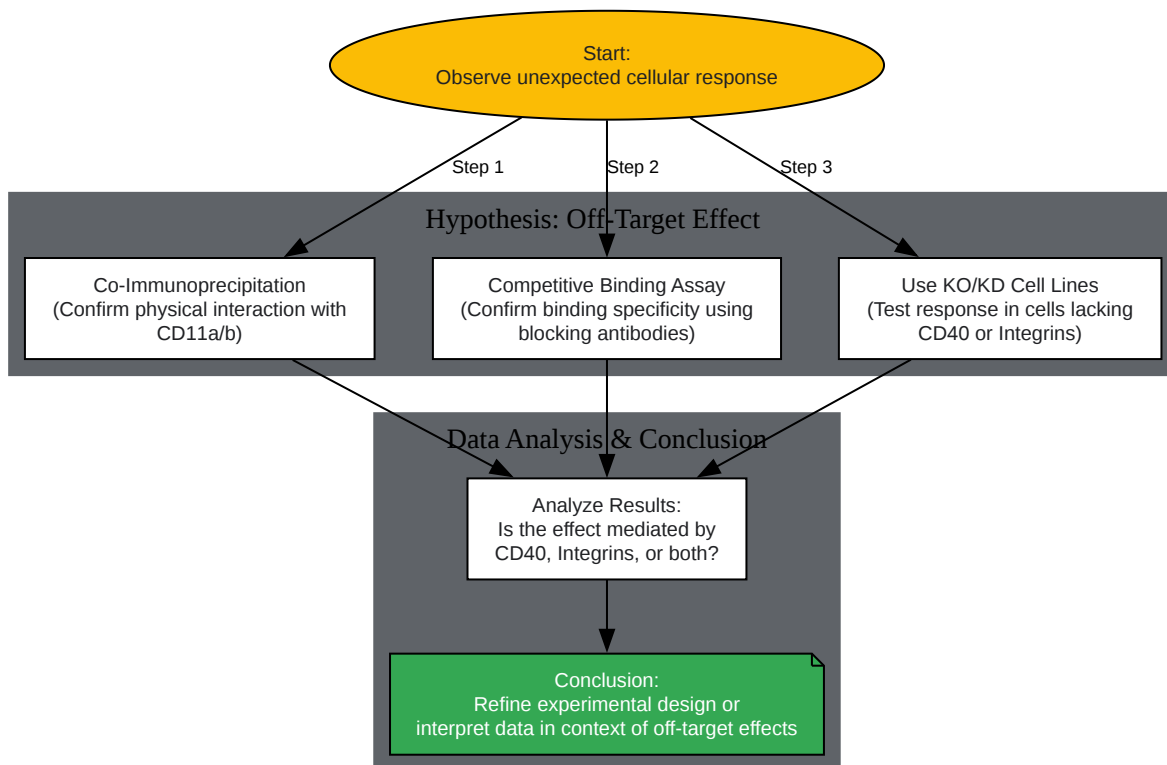 Start:
Observe unexpected cellular response
Step 1
Step 2
Step 3
Hypothesis: Off-Target Effect
Co-Immunoprecipitation
(Confirm physical interaction with
CD11a/b)
Competitive Binding Assay
(Confirm binding specificity using
blocking antibodies)
Use KO/KD Cell Lines
(Test response in cells lacking
CD40 or Integrins)
Data Analysis & Conclusion
Analyze Results:
Is the effect mediated by
CD40, Integrins, or both?
Conclusion:
Refine experimental design or
interpret data in context of off-target effects